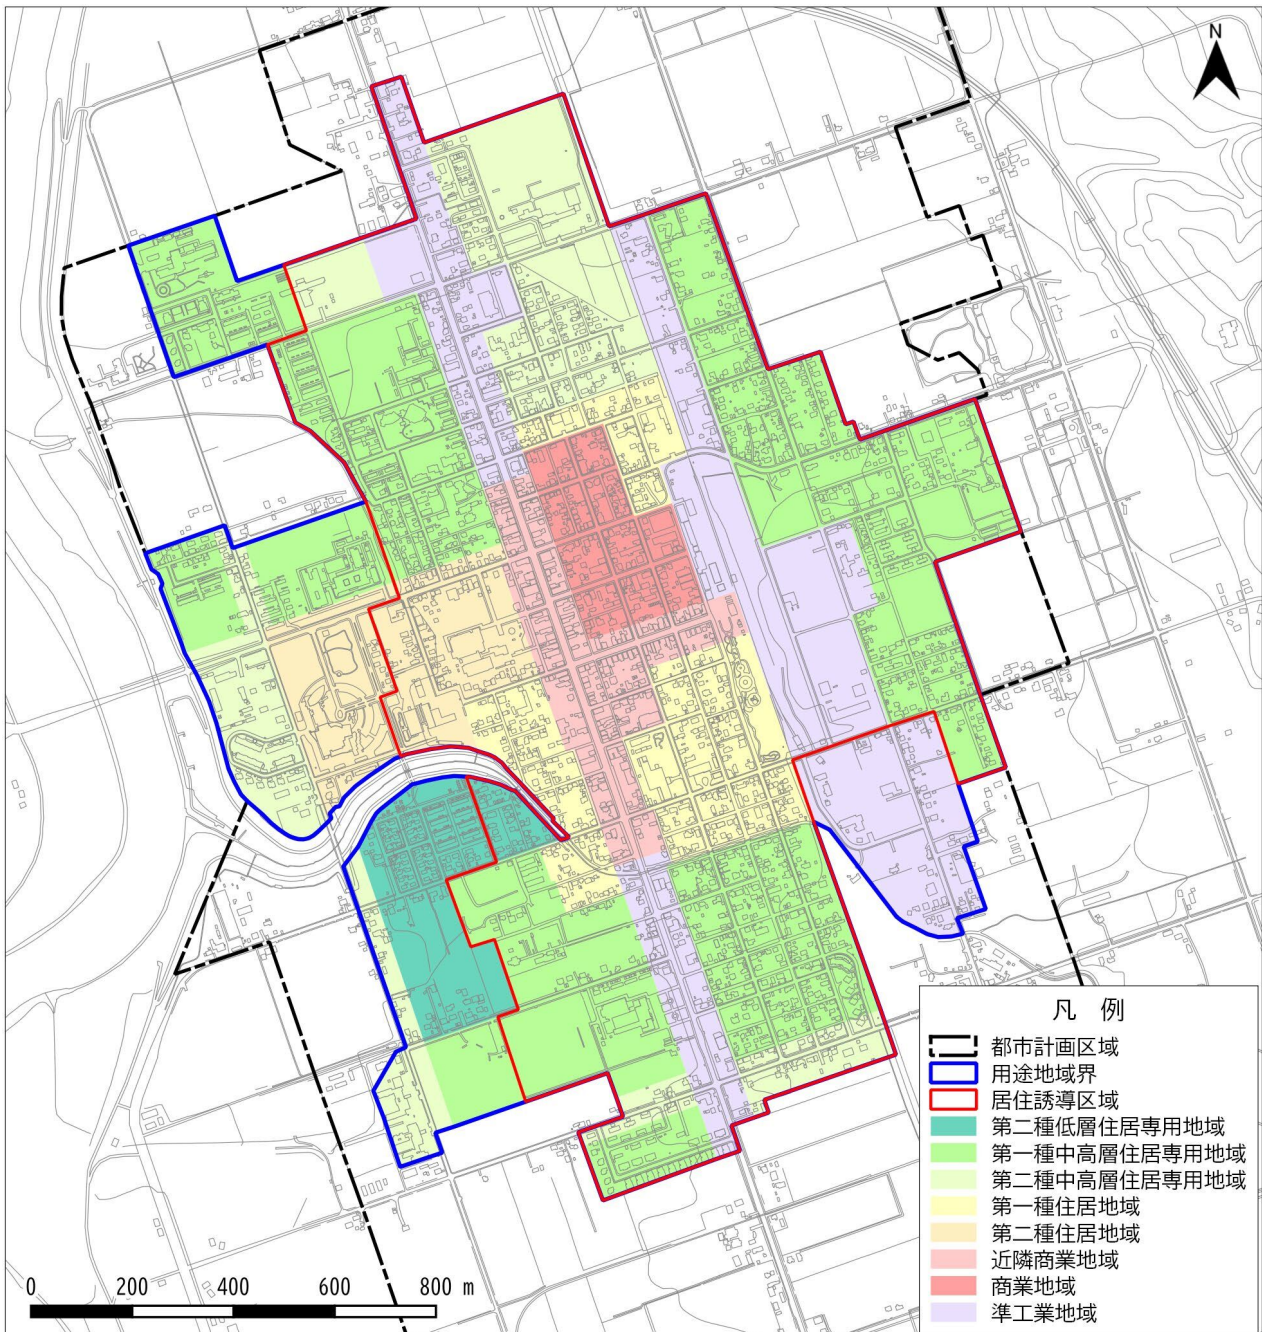 N
凡 例
都市計画区域
用途地域界
居住誘導区域
第二種低層住居専用地域
第一種中高層住居専用地域
第二種中高層住居専用地域
第一種住居地域
第二種住居地域
近隣商業地域
商業地域
準工業地域
0 200 400 600 800 m